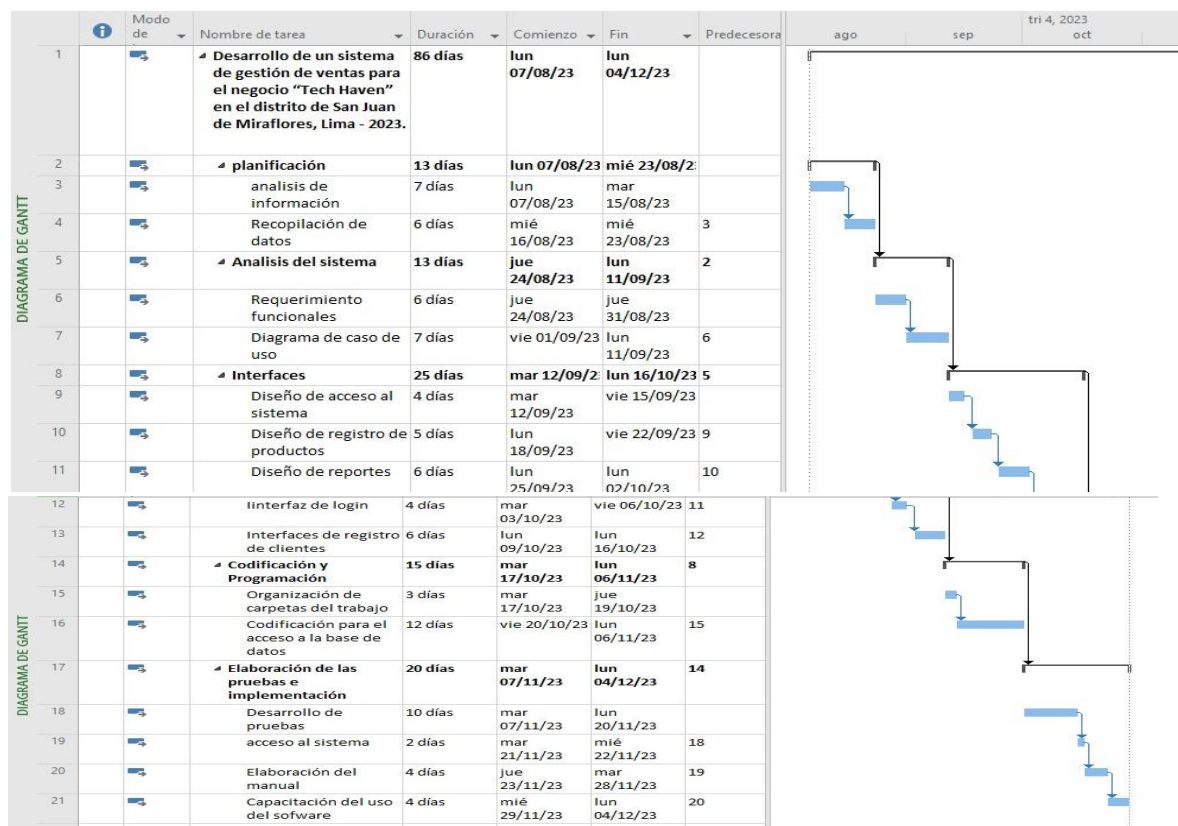 Modo de
Nombre de tarea
Duración
Comienzo
Fin
Predecesora
tri 4, 2023
ago
sep
oct
DIAGRAMA DE GANTT
1 Desarrollo de un sistema 86 días lun lun
de gestión de ventas para 07/08/23 04/12/23
el negocio “Tech Haven”
en el distrito de San Juan
de Miraflores, Lima - 2023.
2 planificación 13 días lun 07/08/23 mié 23/08/2
3 analisis de 7 días lun mar
información 07/08/23 15/08/23
4 Recopilación de 6 días mié mié 3
datos 16/08/23 23/08/23
5 Analisis del sistema 13 días jue lun 2
24/08/23 11/09/23
6 Requerimiento 6 días jue jue
funcionales 24/08/23 31/08/23
7 Diagrama de caso de 7 días vie 01/09/23 lun 6
uso 11/09/23
8 Interfaces 25 días mar 12/09/2 lun 16/10/23 5
9 Diseño de acceso al 4 días mar vie 15/09/23
sistema 12/09/23
10 Diseño de registro de 5 días lun vie 22/09/23 9
productos 18/09/23
11 Diseño de reportes 6 días lun lun 10
25/09/23 02/10/23
DIAGRAMA DE GANTT
12 Iinterfaz de login 4 días mar vie 06/10/23 11
03/10/23
13 Interfaces de registro 6 días lun lun 12
de clientes 09/10/23 16/10/23
14 Codificación y 15 días mar lun 8
Programación 17/10/23 06/11/23
15 Organización de 3 días mar jue
carpetas del trabajo 17/10/23 19/10/23
16 Codificación para el 12 días vie 20/10/23 lun 15
acceso a la base de 06/11/23
datos
17 Elaboración de las 20 días mar lun 14
pruebas e 07/11/23 04/12/23
implementación
18 Desarrollo de 10 días mar lun
pruebas 07/11/23 20/11/23
19 acceso al sistema 2 días mar mié 18
21/11/23 22/11/23
20 Elaboración del 4 días jue mar 19
manual 23/11/23 28/11/23
21 Capacitación del uso 4 días mié lun 20
del sofware 29/11/23 04/12/23